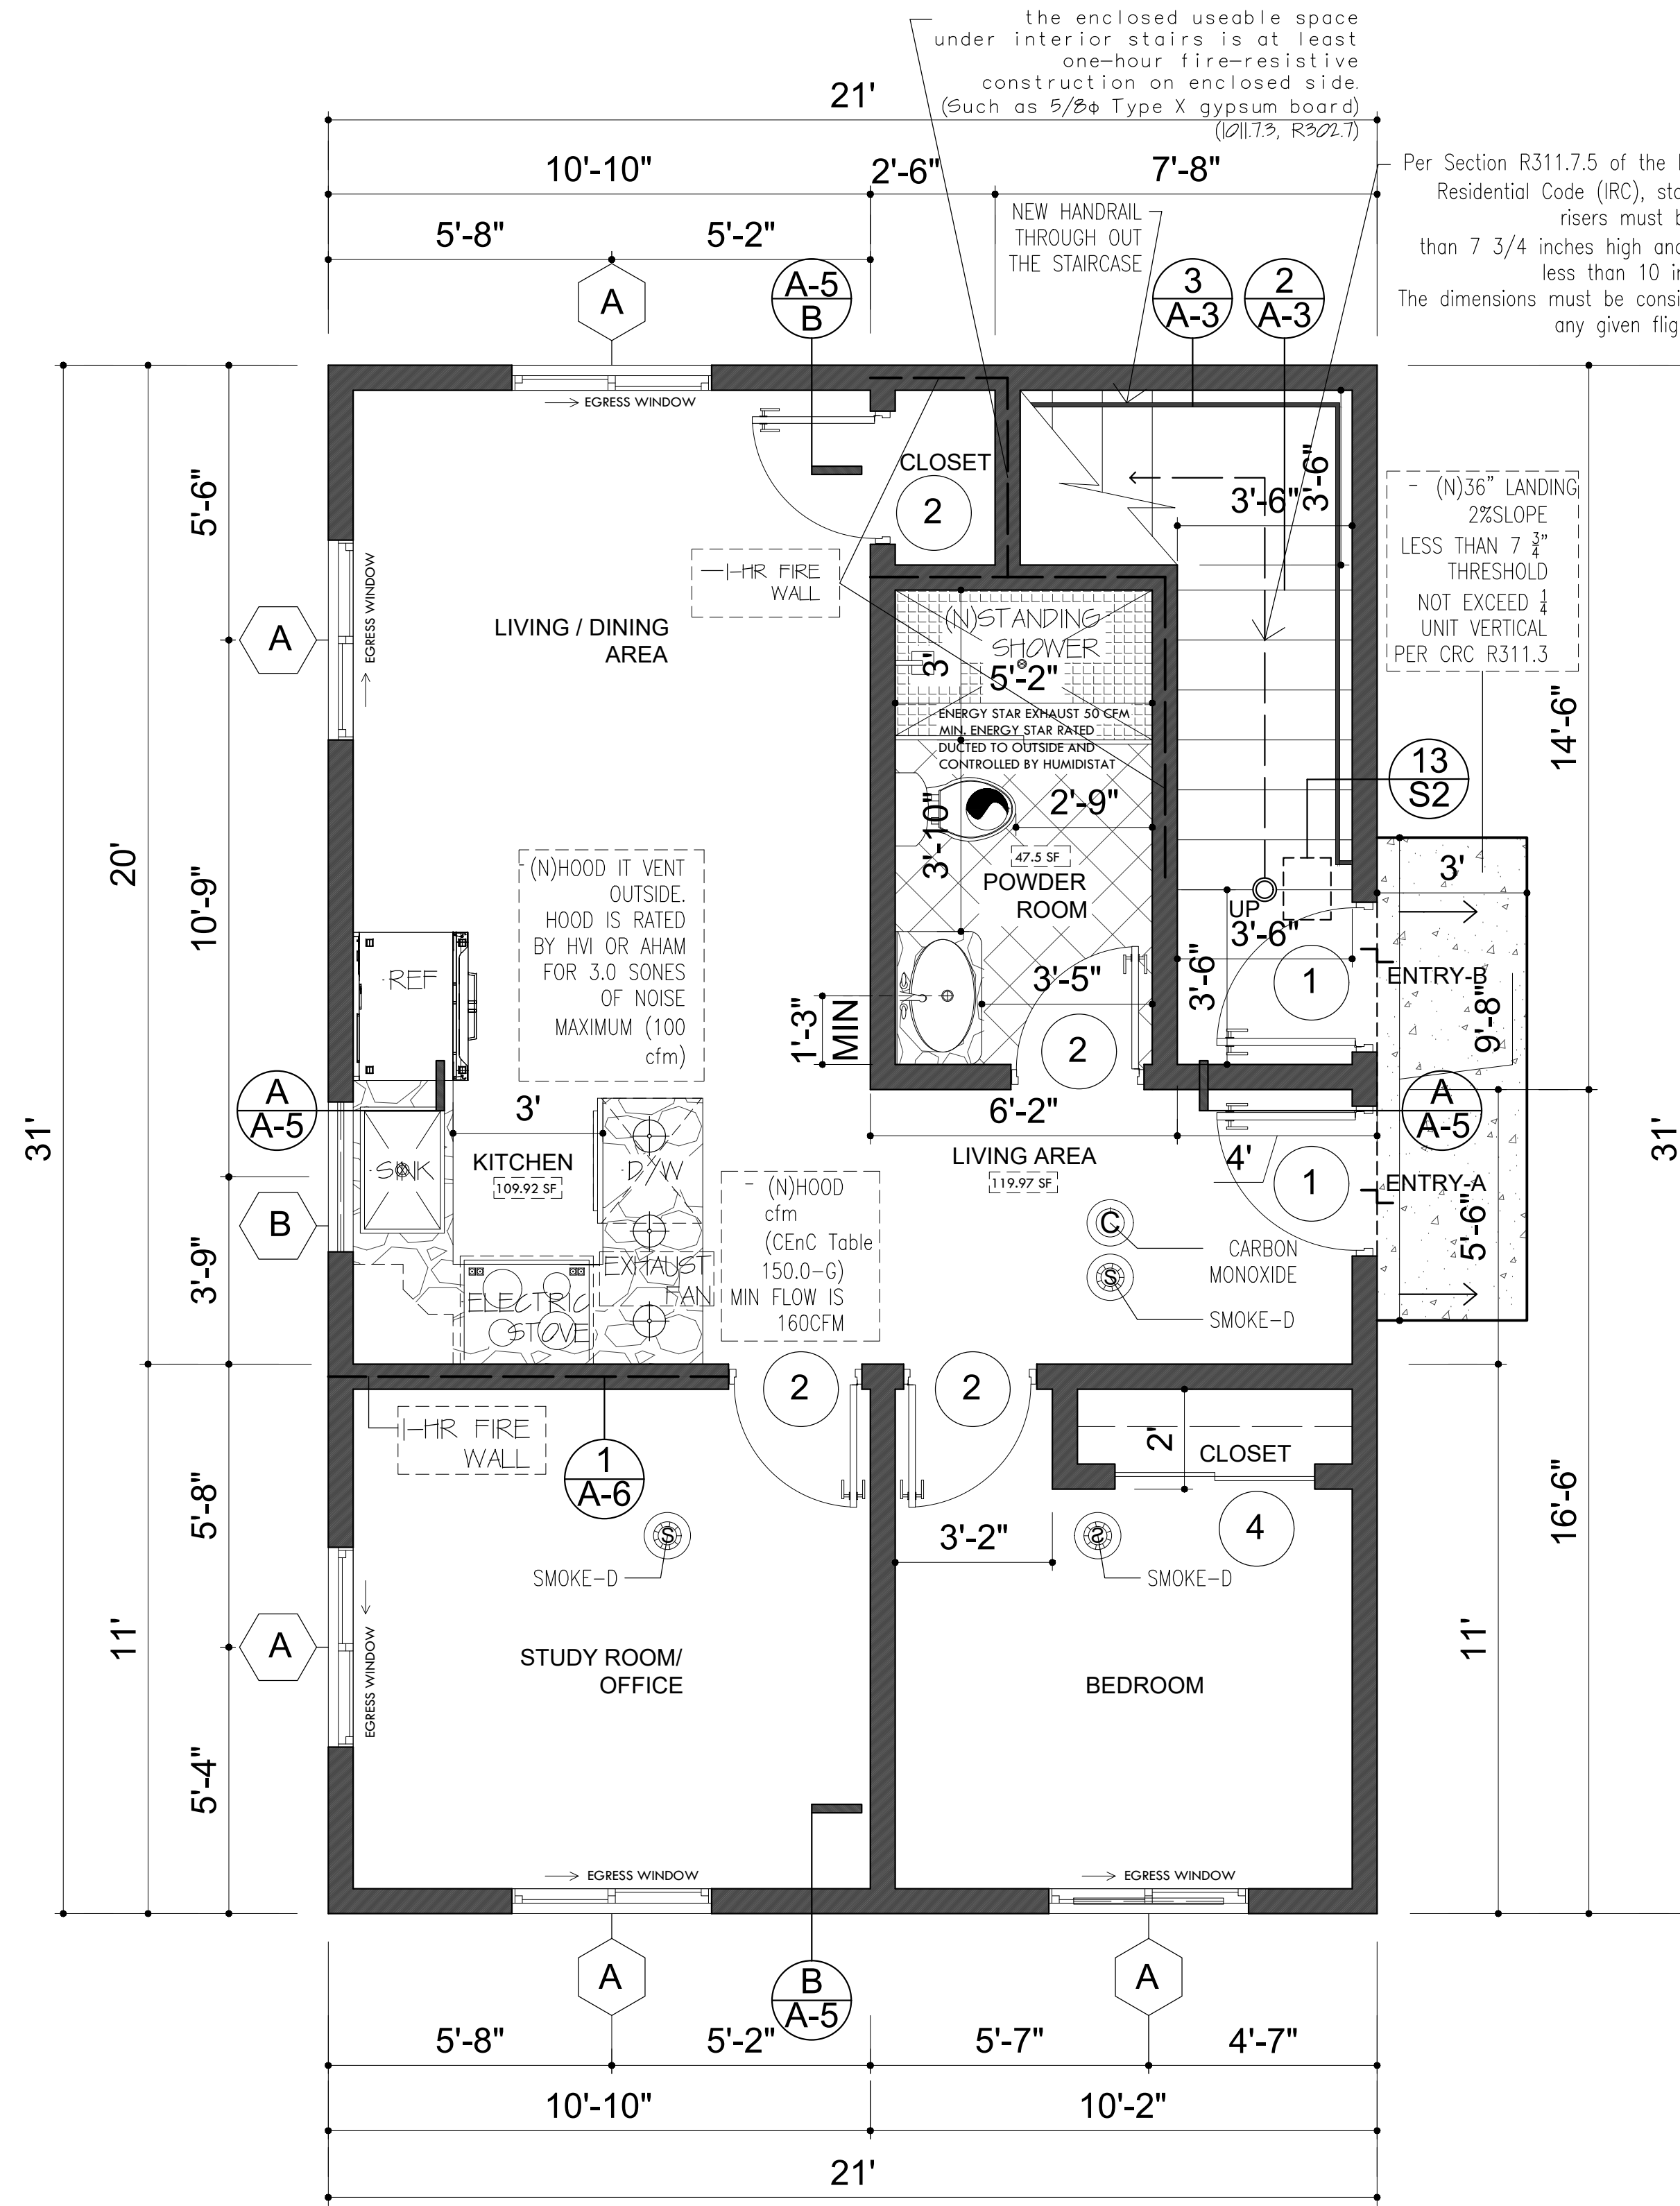 the enclosed useable space
under interior stairs is at least
one-hour fire-resistive
construction on enclosed side.
(Such as 5/8φ Type X gypsum board)
(1011.7.3, R302.7)
21'
10'-10"
2'-6"
7'-8"
Per Section R311.7.5 of the
Residential Code (IRC),
risers must
than 7 3/4 inches high
less than 10
The dimensions must be
any given
NEW HANDRAIL
THROUGH OUT
THE STAIRCASE
5'-8"
5'-2"
A
A-5
B
3
A-3
2
A-3
EGRESS WINDOW
CLOSET
2
3'-6"
3'-6"
5'-6"
- (N)36" LANDING
2%SLOPE
LESS THAN 7 3/4"
THRESHOLD
NOT EXCEED 1/4
UNIT VERTICAL
PER CRC R311.3
1-HR FIRE
WALL
EGRESS WINDOW
A
LIVING / DINING
AREA
(N)STANDING
SHOWER
3'
5'-2"
ENERGY STAR EXHAUST 50 CFM
MIN. ENERGY STAR RATED
DUCTED TO OUTSIDE AND
CONTROLLED BY HUMIDISTAT
14'-6"
13
S2
20'
3'-10"
2'-9"
47.5 SF
POWDER
ROOM
10'-9"
- (N)HOOD IT VENT
OUTSIDE.
HOOD IS RATED
BY HVI OR AHAM
FOR 3.0 SONES
OF NOISE
MAXIMUM (100
cfm)
3'
UP
3'-6"
3'-6"
REF
3'-5"
1
ENTRY-B
9'-8"
1'-3"
MIN
2
31'
A
A-5
3'
6'-2"
A
A-5
31'
SINK
KITCHEN
109.92 SF
D/W
LIVING AREA
119.97 SF
4'
1
ENTRY-A
5'-6"
B
- (N)HOOD
cfm
(CEnC Table
150.0-G)
MIN FLOW IS
160CFM
C
CARBON
MONOXIDE
S
SMOKE-D
3'-9"
ELECTRIC
STOVE
EXHAUST
FAN
2
2
1-HR FIRE
WALL
1
A-6
2'
CLOSET
4
5'-8"
16'-6"
S
SMOKE-D
3'-2"
S
SMOKE-D
11'
A
EGRESS WINDOW
STUDY ROOM/
OFFICE
BEDROOM
11'
5'-4"
EGRESS WINDOW
EGRESS WINDOW
A
B
A-5
A
5'-8"
5'-2"
5'-7"
4'-7"
10'-10"
10'-2"
21'